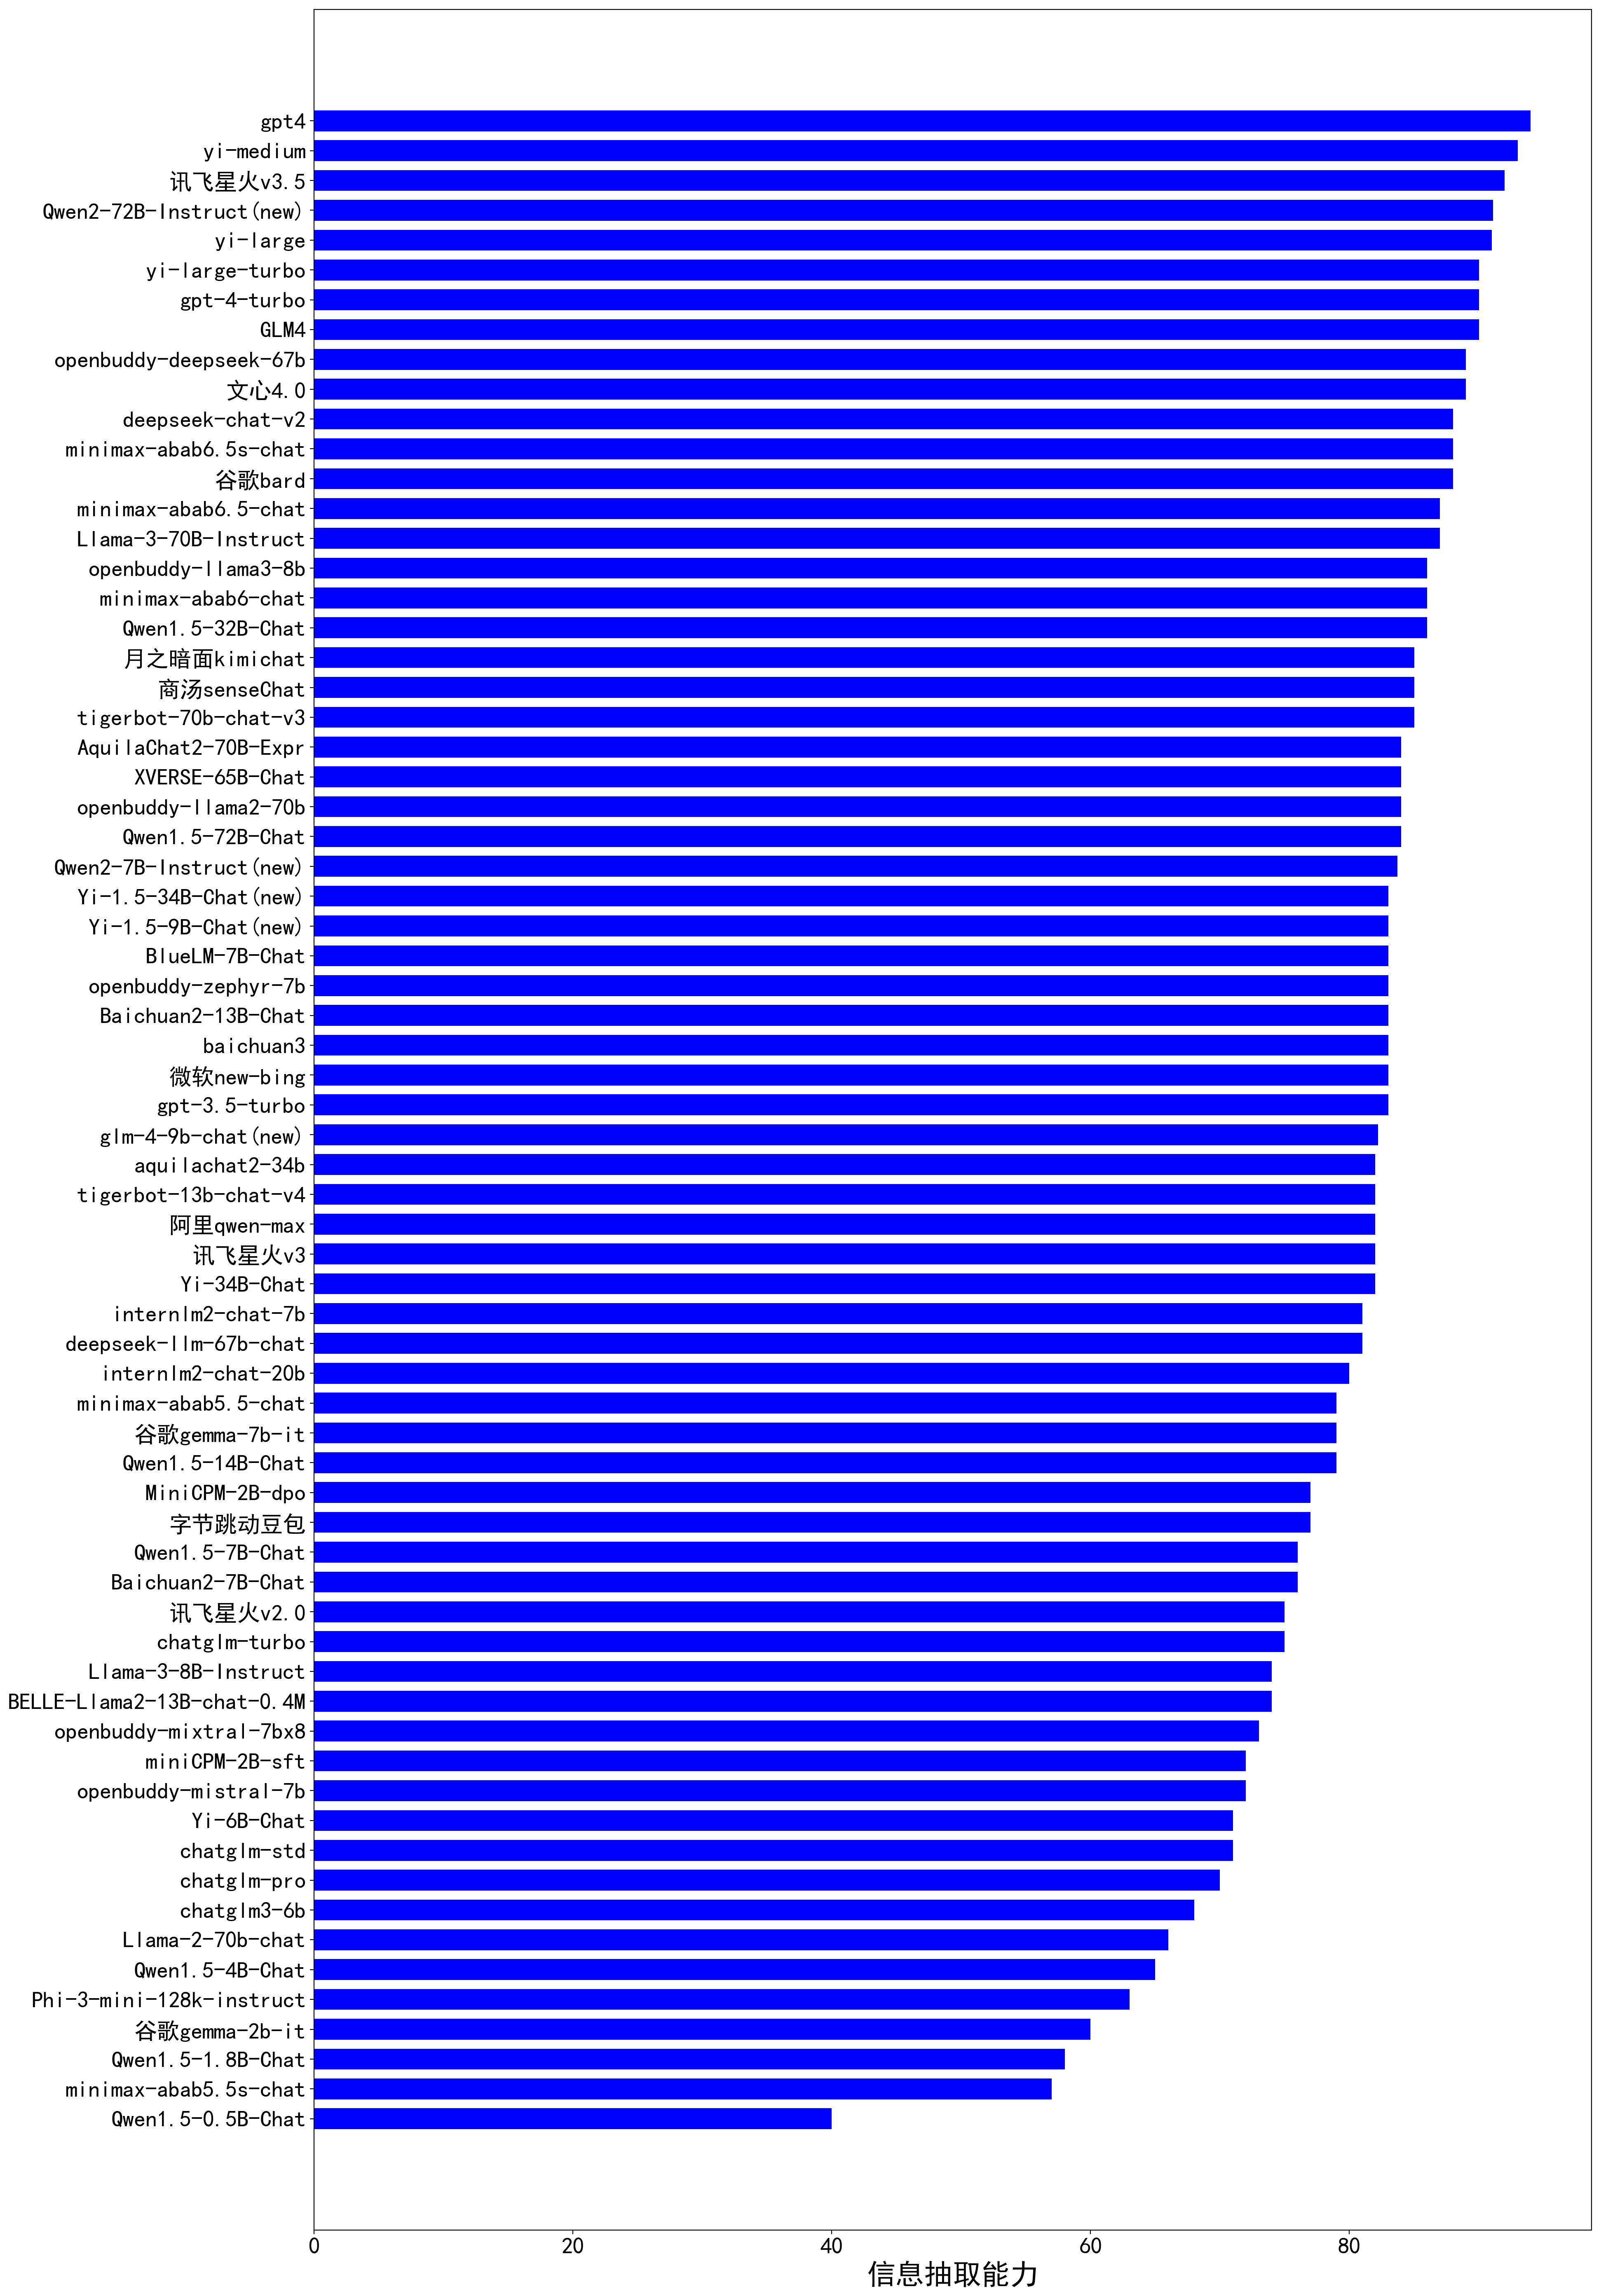 gpt4
yi-medium
讯飞星火v3.5
Qwen2-72B-Instruct(new)
yi-large
yi-large-turbo
gpt-4-turbo
GLM4
openbuddy-deepseek-67b
文心4.0
deepseek-chat-v2
minimax-abab6.5s-chat
谷歌bard
minimax-abab6.5-chat
Llama-3-70B-Instruct
openbuddy-llama3-8b
minimax-abab6-chat
Qwen1.5-32B-Chat
月之暗面kimichat
商汤senseChat
tigerbot-70b-chat-v3
AquilaChat2-70B-Expr
XVERSE-65B-Chat
openbuddy-llama2-70b
Qwen1.5-72B-Chat
Qwen2-7B-Instruct(new)
Yi-1.5-34B-Chat(new)
Yi-1.5-9B-Chat(new)
BlueLM-7B-Chat
openbuddy-zephyr-7b
Baichuan2-13B-Chat
baichuan3
微软new-bing
gpt-3.5-turbo
glm-4-9b-chat(new)
aquilachat2-34b
tigerbot-13b-chat-v4
阿里qwen-max
讯飞星火v3
Yi-34B-Chat
internlm2-chat-7b
deepseek-llm-67b-chat
internlm2-chat-20b
minimax-abab5.5-chat
谷歌gemma-7b-it
Qwen1.5-14B-Chat
MiniCPM-2B-dpo
字节跳动豆包
Qwen1.5-7B-Chat
Baichuan2-7B-Chat
讯飞星火v2.0
chatglm-turbo
Llama-3-8B-Instruct
BELLE-Llama2-13B-chat-0.4M
openbuddy-mixtral-7bx8
miniCPM-2B-sft
openbuddy-mistral-7b
Yi-6B-Chat
chatglm-std
chatglm-pro
chatglm3-6b
Llama-2-70b-chat
Qwen1.5-4B-Chat
Phi-3-mini-128k-instruct
谷歌gemma-2b-it
Qwen1.5-1.8B-Chat
minimax-abab5.5s-chat
Qwen1.5-0.5B-Chat
0 20 40 60 80
信息抽取能力